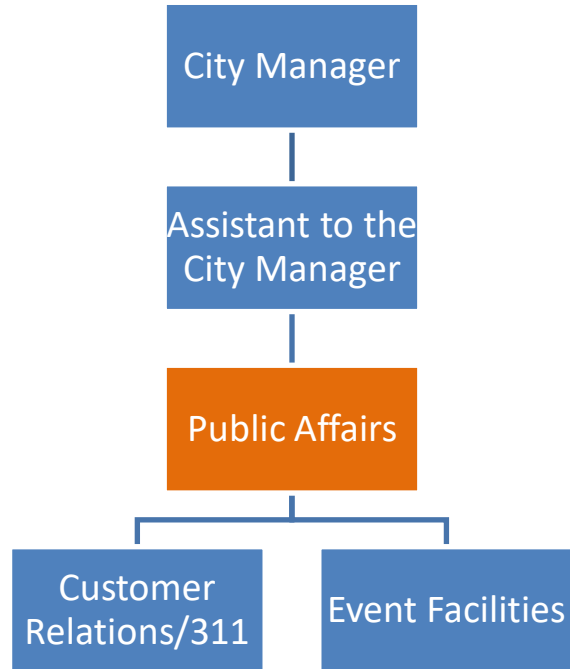 City Manager
Assistant to the
City Manager
Public Affairs
Customer
Relations/311
Event Facilities